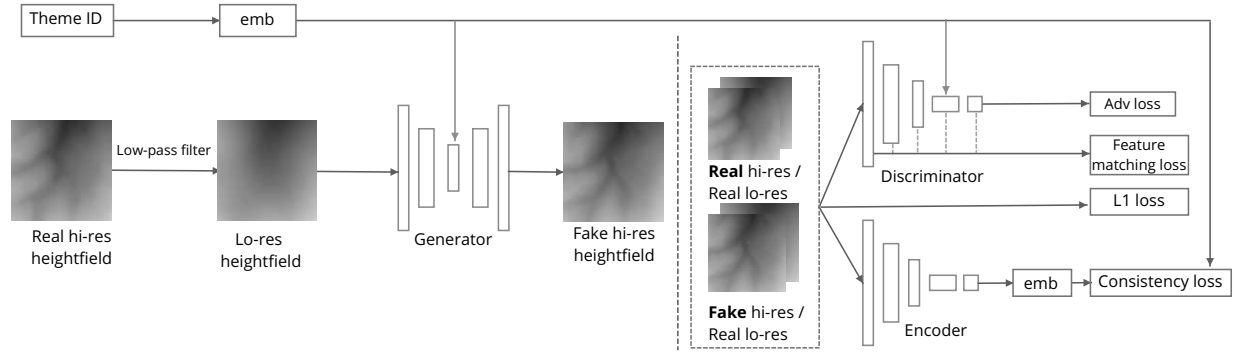 Theme ID
emb
Low-pass filter
Real hi-res
heightfield
Lo-res
heightfield
Generator
Fake hi-res
heightfield
Real hi-res /
Real lo-res
Fake hi-res /
Real lo-res
Discriminator
Adv loss
Feature
matching loss
L1 loss
Encoder
emb
Consistency loss